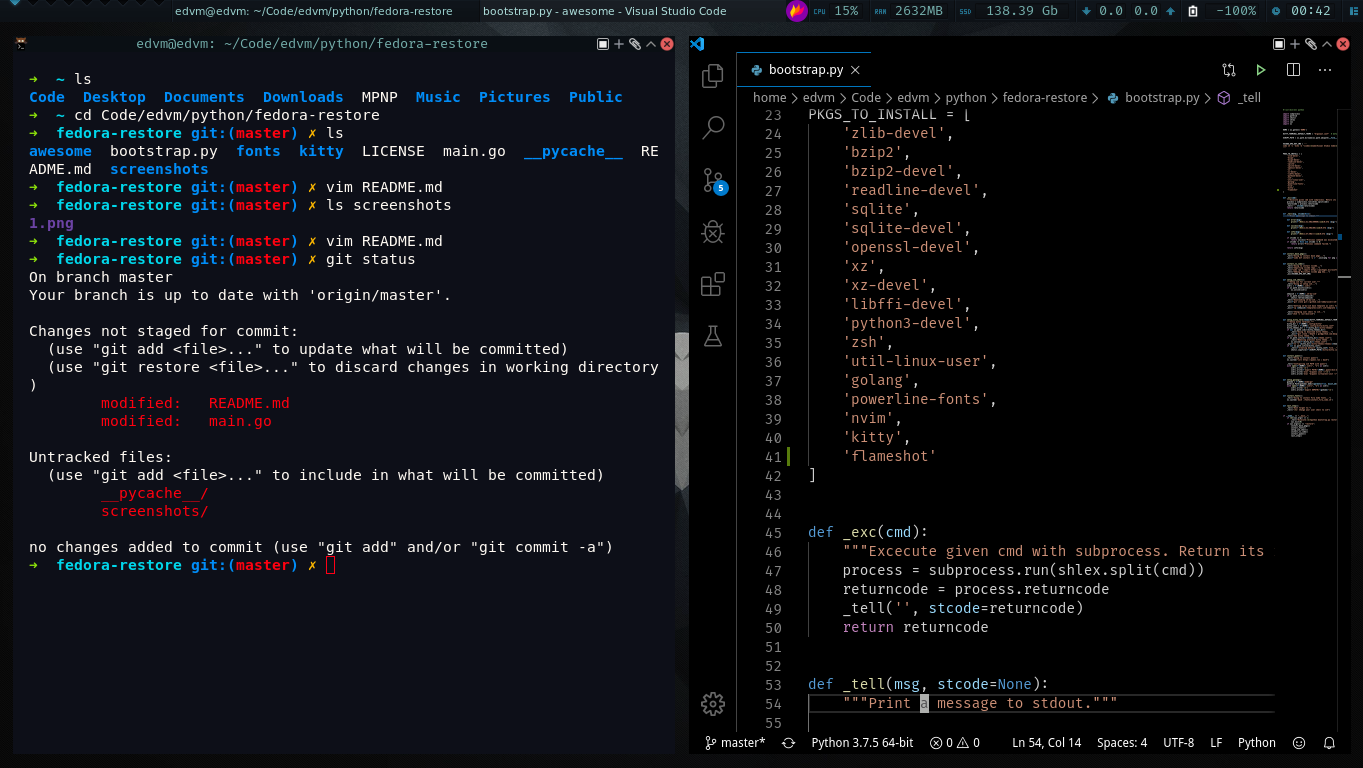 edvm@edvm: ~/Code/edvm/python/fedora-restore
bootstrap.py - awesome - Visual Studio Code
CPU 15% RAM 2632MB SSD 138.39 Gb 0.0 0.0 -100% 00:42
edvm@edvm: ~/Code/edvm/python/fedora-restore
➜ ~ ls
Code Desktop Documents Downloads MPNP Music Pictures Public
➜ ~ cd Code/edvm/python/fedora-restore
➜ fedora-restore git:(master) ✗ ls
awesome bootstrap.py fonts kitty LICENSE main.go __pycache__ RE
ADME.md screenshots
➜ fedora-restore git:(master) ✗ vim README.md
➜ fedora-restore git:(master) ✗ ls screenshots
1.png
➜ fedora-restore git:(master) ✗ vim README.md
➜ fedora-restore git:(master) ✗ git status
On branch master
Your branch is up to date with 'origin/master'.
Changes not staged for commit:
(use "git add <file>..." to update what will be committed)
(use "git restore <file>..." to discard changes in working directory
)
modified: README.md
modified: main.go
Untracked files:
(use "git add <file>..." to include in what will be committed)
__pycache__/
screenshots/
no changes added to commit (use "git add" and/or "git commit -a")
➜ fedora-restore git:(master) ✗
bootstrap.py
home > edvm > Code > edvm > python > fedora-restore > bootstrap.py > _tell
5
23 PKGS_TO_INSTALL = [
24 'zlib-devel',
25 'bzip2',
26 'bzip2-devel',
27 'readline-devel',
28 'sqlite',
29 'sqlite-devel',
30 'openssl-devel',
31 'xz',
32 'xz-devel',
33 'libffi-devel',
34 'python3-devel',
35 'zsh',
36 'util-linux-user',
37 'golang',
38 'powerline-fonts',
39 'nvim',
40 'kitty',
41 'flameshot'
42 ]
43
44
45 def _exc(cmd):
46 """Excecute given cmd with subprocess. Return its
47 process = subprocess.run(shlex.split(cmd))
48 returncode = process.returncode
49 _tell('', stcode=returncode)
50 return returncode
51
52
53 def _tell(msg, stcode=None):
54 """Print a message to stdout."""
55
master* Python 3.7.5 64-bit 0 0 Ln 54, Col 14 Spaces: 4 UTF-8 LF Python